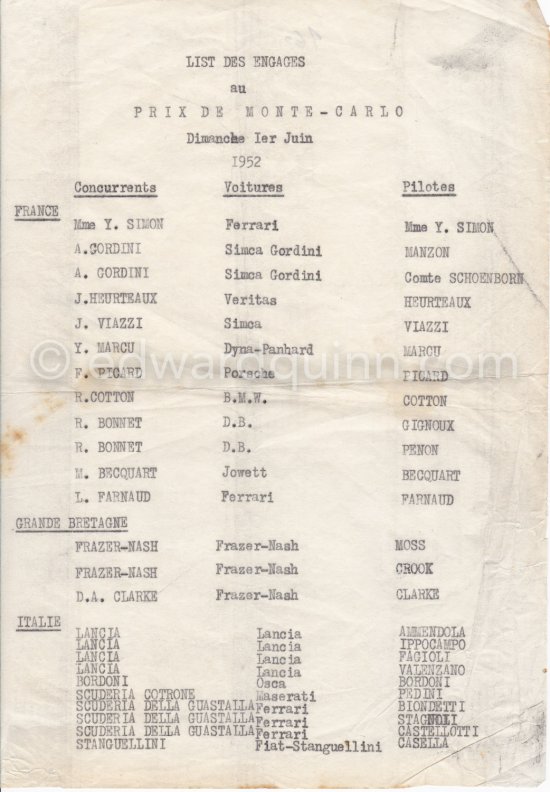 LIST DES ENGAGES
au
PRIX DE MONTE-CARLO
Dimanche Ier Juin
1952
Concurrents Voitures Pilotes
FRANCE
Mme Y. SIMON Ferrari Mme Y. SIMON
A.GORDINI Simca Gordini MANZON
A. GORDINI Simca Gordini Comte SCHOENBORN
J.HEURTEAUX Veritas HEURTEAUX
J. VIAZZI Simca VIAZZI
Y. MARCU Dyna-Panhard MARCU
© edwardquinn.com
F. PICARD Porsche PICARD
R.COTTON B.M.W. COTTON
R. BONNET D.B. GIGNOUX
R. BONNET D.B. PENON
M. BECQUART Jowett BECQUART
L. FARNAUD Ferrari FARNAUD
GRANDE BRETAGNE
FRAZER-NASH Frazer-Nash MOSS
FRAZER-NASH Frazer-Nash CROOK
D.A. CLARKE Frazer-Nash CLARKE
ITALIE
LANCIA Lancia AMMENDOLA
LANCIA Lancia IPPOCAMPO
LANCIA Lancia FAGIOLI
LANCIA Lancia VALENZANO
BORDONI Osca BORDONI
SCUDERIA COTRONE Maserati PEDINI
SCUDERIA DELLA GUASTALLA Ferrari BIONDETTI
SCUDERIA DELLA GUASTALLA Ferrari STAGNOLI
SCUDERIA DELLA GUASTALLA Ferrari CASTELLOTTI
STANGUELLINI Fiat-Stanguellini CASELLA